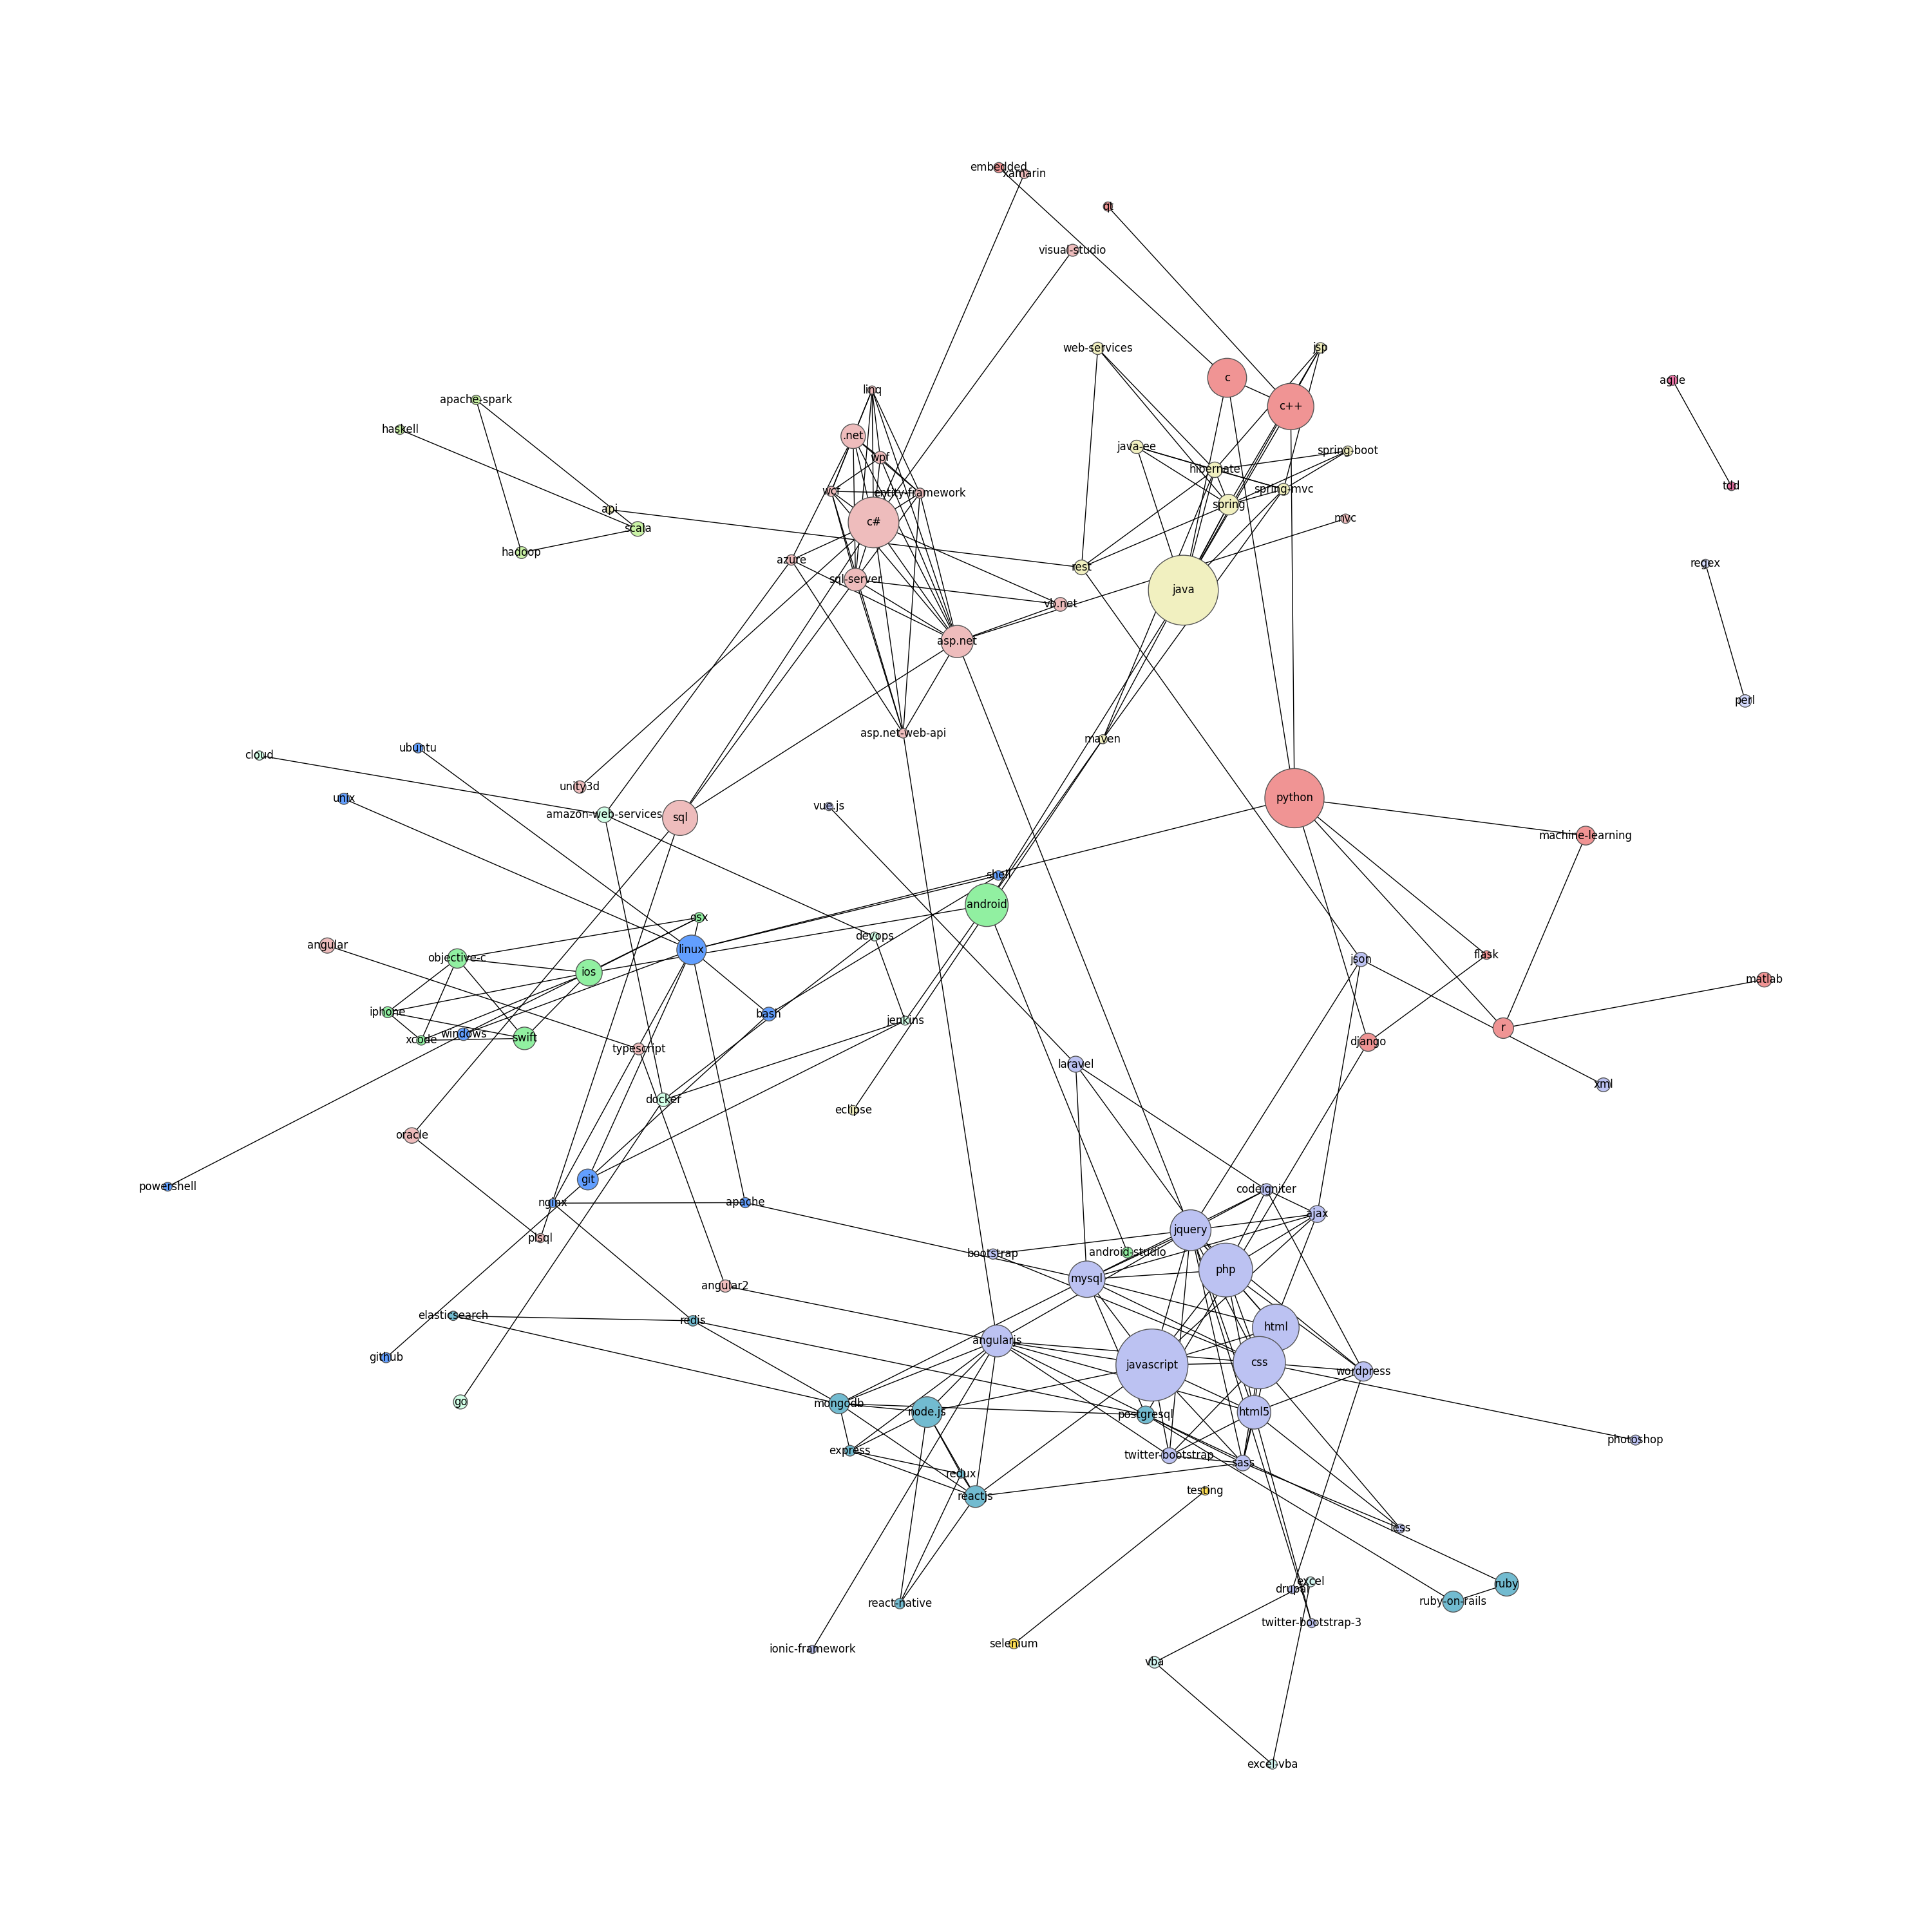 embedded
xamarin
qt
visual-studio
web-services
jsp
c
agile
linq
apache-spark
c++
haskell
.net
java-ee
spring-boot
wpf
hibernate
tdd
wcf
entity-framework
spring-mvc
spring
api
mvc
c#
scala
hadoop
azure
regex
rest
sql-server
java
vb.net
asp.net
perl
asp.net-web-api
maven
ubuntu
cloud
unity3d
unix
python
vue.js
amazon-web-services
sql
machine-learning
shell
android
osx
devops
angular
linux
flask
objective-c
json
ios
matlab
iphone
bash
jenkins
r
windows
swift
xcode
django
typescript
laravel
xml
docker
eclipse
oracle
git
powershell
codeigniter
nginx
apache
ajax
jquery
plsql
android-studio
bootstrap
php
mysql
angular2
elasticsearch
redis
html
angularjs
github
css
javascript
wordpress
go
mongodb
node.js
html5
postgresql
photoshop
express
twitter-bootstrap
sass
redux
testing
reactjs
less
excel
ruby
drupal
ruby-on-rails
react-native
twitter-bootstrap-3
selenium
ionic-framework
vba
excel-vba